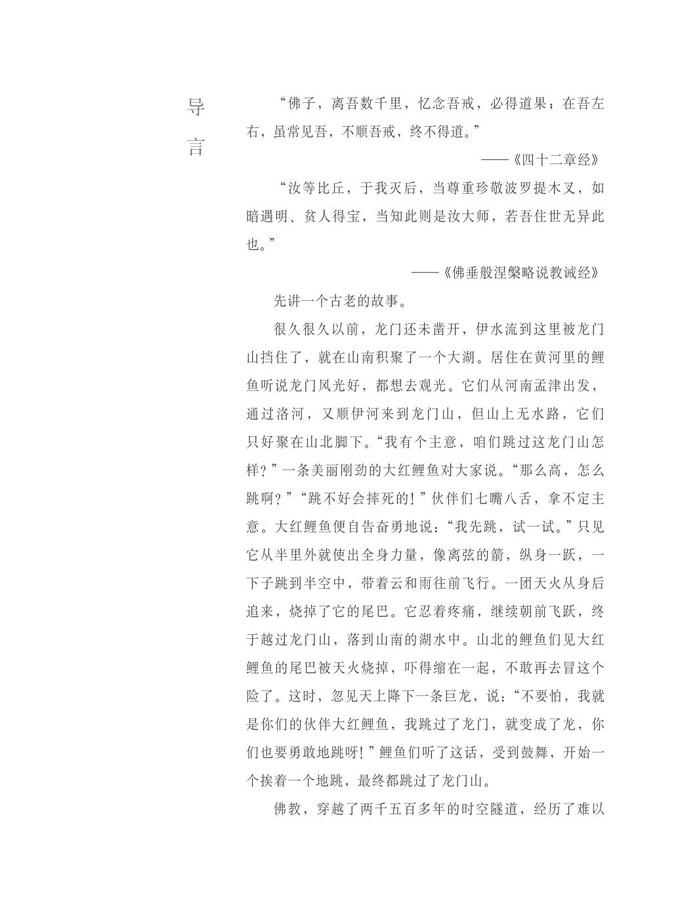 导言
“佛子，离吾数千里，忆念吾戒，必得道果；在吾左
右，虽常见吾，不顺吾戒，终不得道。”
——《四十二章经》
“汝等比丘，于我灭后，当尊重珍敬波罗提木叉，如
暗遇明、贫人得宝，当知此则是汝大师，若吾住世无异此
也。”
——《佛垂般涅槃略说教诫经》
先讲一个古老的故事。
很久很久以前，龙门还未凿开，伊水流到这里被龙门
山挡住了，就在山南积聚了一个大湖。居住在黄河里的鲤
鱼听说龙门风光好，都想去观光。它们从河南孟津出发，
通过洛河，又顺伊河来到龙门山，但山上无水路，它们
只好聚在山北脚下。“我有个主意，咱们跳过这龙门山怎
样？”一条美丽刚劲的大红鲤鱼对大家说。“那么高，怎么
跳啊？”“跳不好会摔死的！”伙伴们七嘴八舌，拿不定主
意。大红鲤鱼便自告奋勇地说：“我先跳，试一试。”只见
它从半里外就使出全身力量，像离弦的箭，纵身一跃，一
下子跳到半空中，带着云和雨往前飞行。一团天火从身后
追来，烧掉了它的尾巴。它忍着疼痛，继续朝前飞跃，终
于越过龙门山，落到山南的湖水中。山北的鲤鱼们见大红
鲤鱼的尾巴被天火烧掉，吓得缩在一起，不敢再去冒这个
险了。这时，忽见天上降下一条巨龙，说：“不要怕，我就
是你们的伙伴大红鲤鱼，我跳过了龙门，就变成了龙，你
们也要勇敢地跳呀！”鲤鱼们听了这话，受到鼓舞，开始一
个挨着一个地跳，最终都跳过了龙门山。
佛教，穿越了两千五百多年的时空隧道，经历了难以